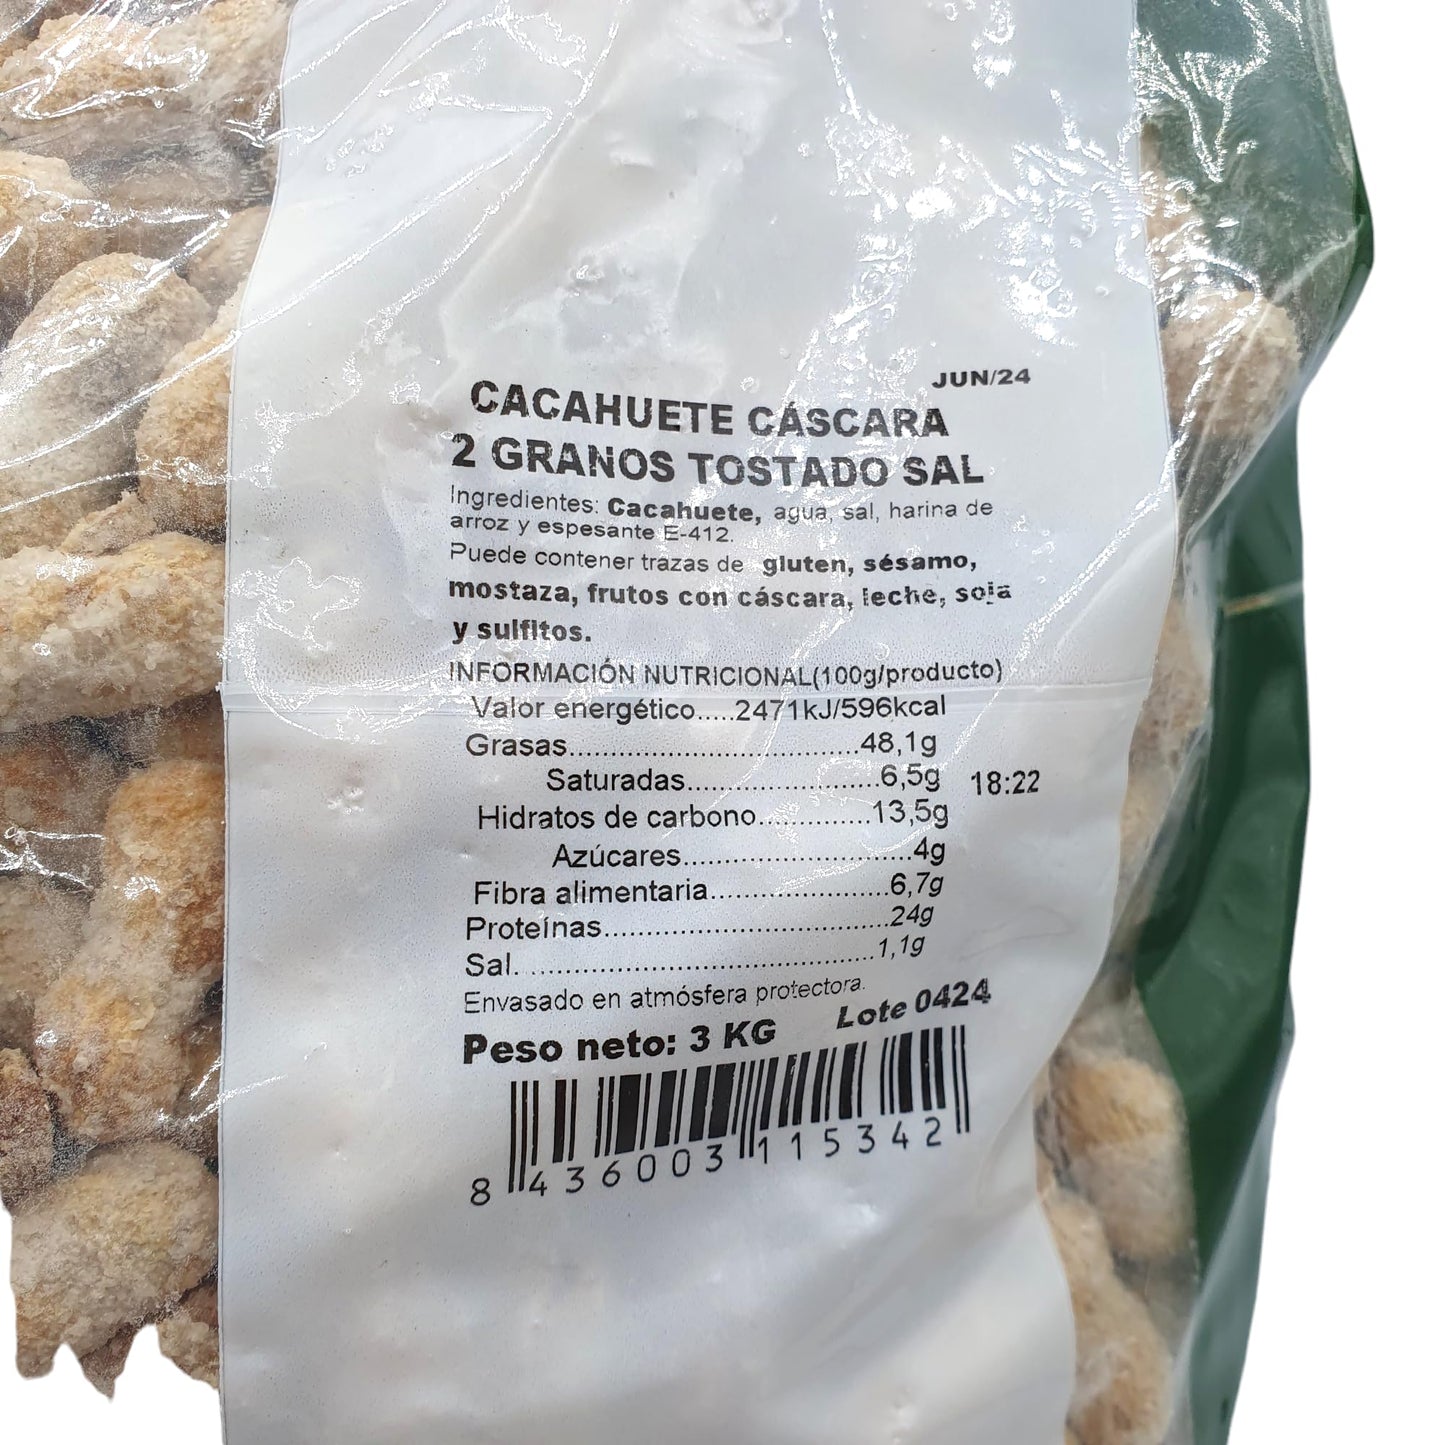 JUN/24
CACAHUETE CÁSCARA
2 GRANOS TOSTADO SAL
Ingredientes: Cacahuete, agua, sal, harina de
arroz y espesante E-412.
Puede contener trazas de gluten, sésamo,
mostaza, frutos con cáscara, leche, soja
y sulfitos.
INFORMACIÓN NUTRICIONAL(100g/producto)
Valor energético.....2471kJ/596kcal
Grasas..................................48,1g
Saturadas.......................6,5g
18:22
Hidratos de carbono..............13,5g
Azúcares...........................4g
Fibra alimentaria.....................6,7g
Proteínas..................................24g
Sal...........................................1,1g
Envasado en atmósfera protectora.
Peso neto: 3 KG Lote 0424
8 436003 115342